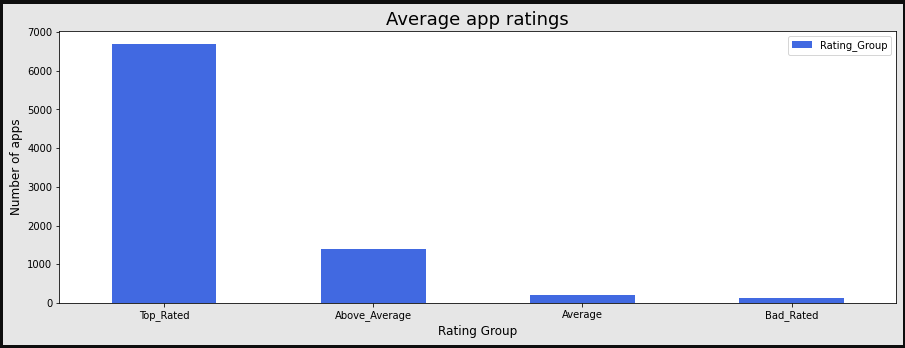 Average app ratings
Rating_Group
7000
6000
5000
4000
3000
2000
1000
0
Number of apps
Top_Rated
Above_Average
Average
Bad_Rated
Rating Group